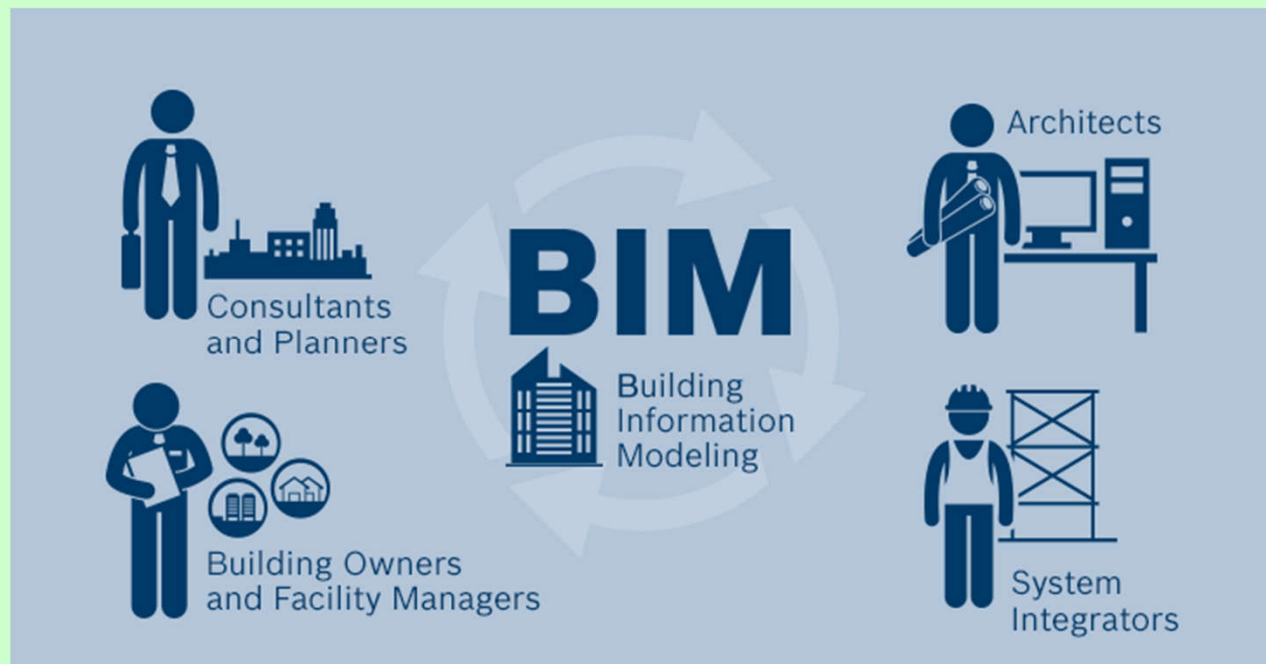 Consultants
and Planners
Architects
BIM
Building
Information
Modeling
Building Owners
and Facility Managers
System
Integrators